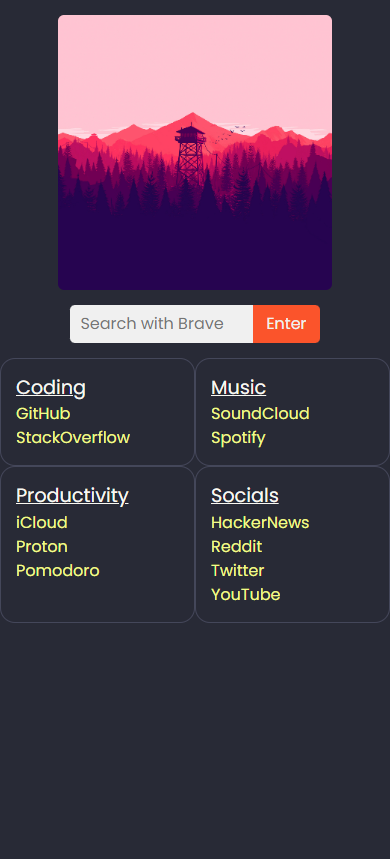 Search with Brave
Enter
Coding
GitHub
StackOverflow
Music
SoundCloud
Spotify
Productivity
iCloud
Proton
Pomodoro
Socials
HackerNews
Reddit
Twitter
YouTube